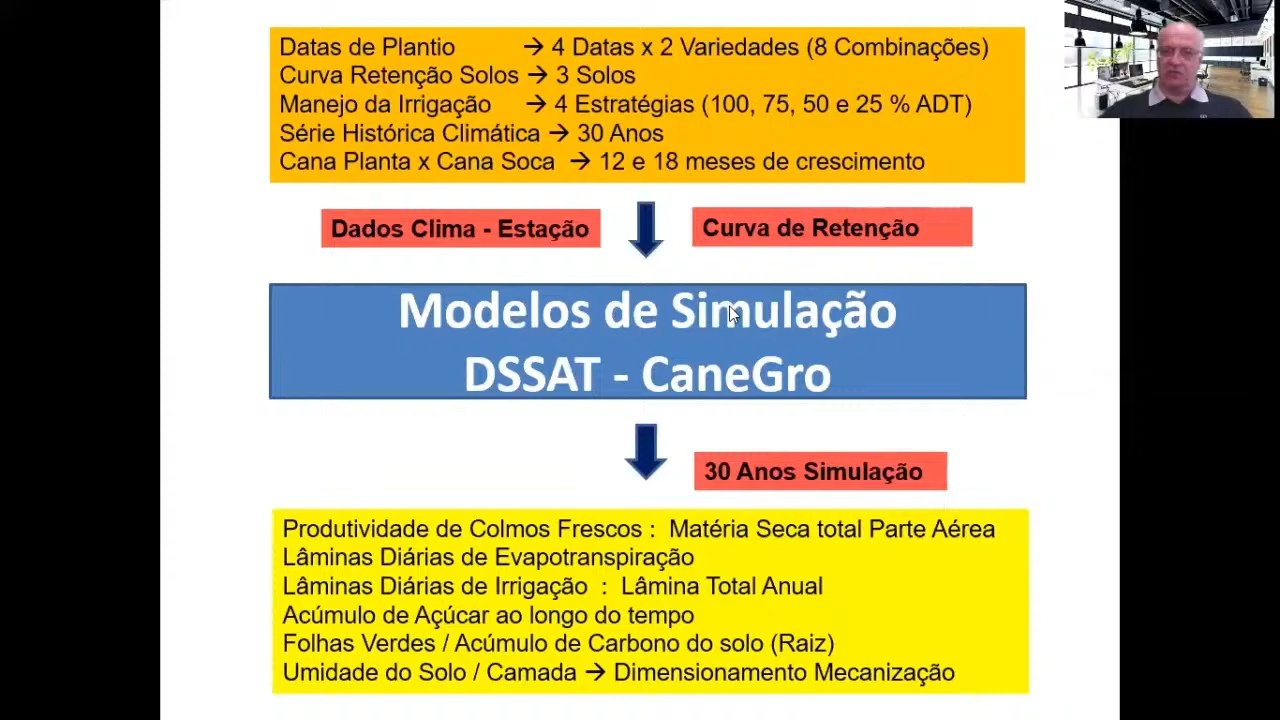 Datas de Plantio → 4 Datas x 2 Variedades (8 Combinações)
Curva Retenção Solos → 3 Solos
Manejo da Irrigação → 4 Estratégias (100, 75, 50 e 25 % ADT)
Série Histórica Climática → 30 Anos
Cana Planta x Cana Soca → 12 e 18 meses de crescimento
Dados Clima - Estação
Curva de Retenção
Modelos de Simulação
DSSAT - CaneGro
30 Anos Simulação
Produtividade de Colmos Frescos : Matéria Seca total Parte Aérea
Lâminas Diárias de Evapotranspiração
Lâminas Diárias de Irrigação : Lâmina Total Anual
Acúmulo de Açúcar ao longo do tempo
Folhas Verdes / Acúmulo de Carbono do solo (Raiz)
Umidade do Solo / Camada → Dimensionamento Mecanização